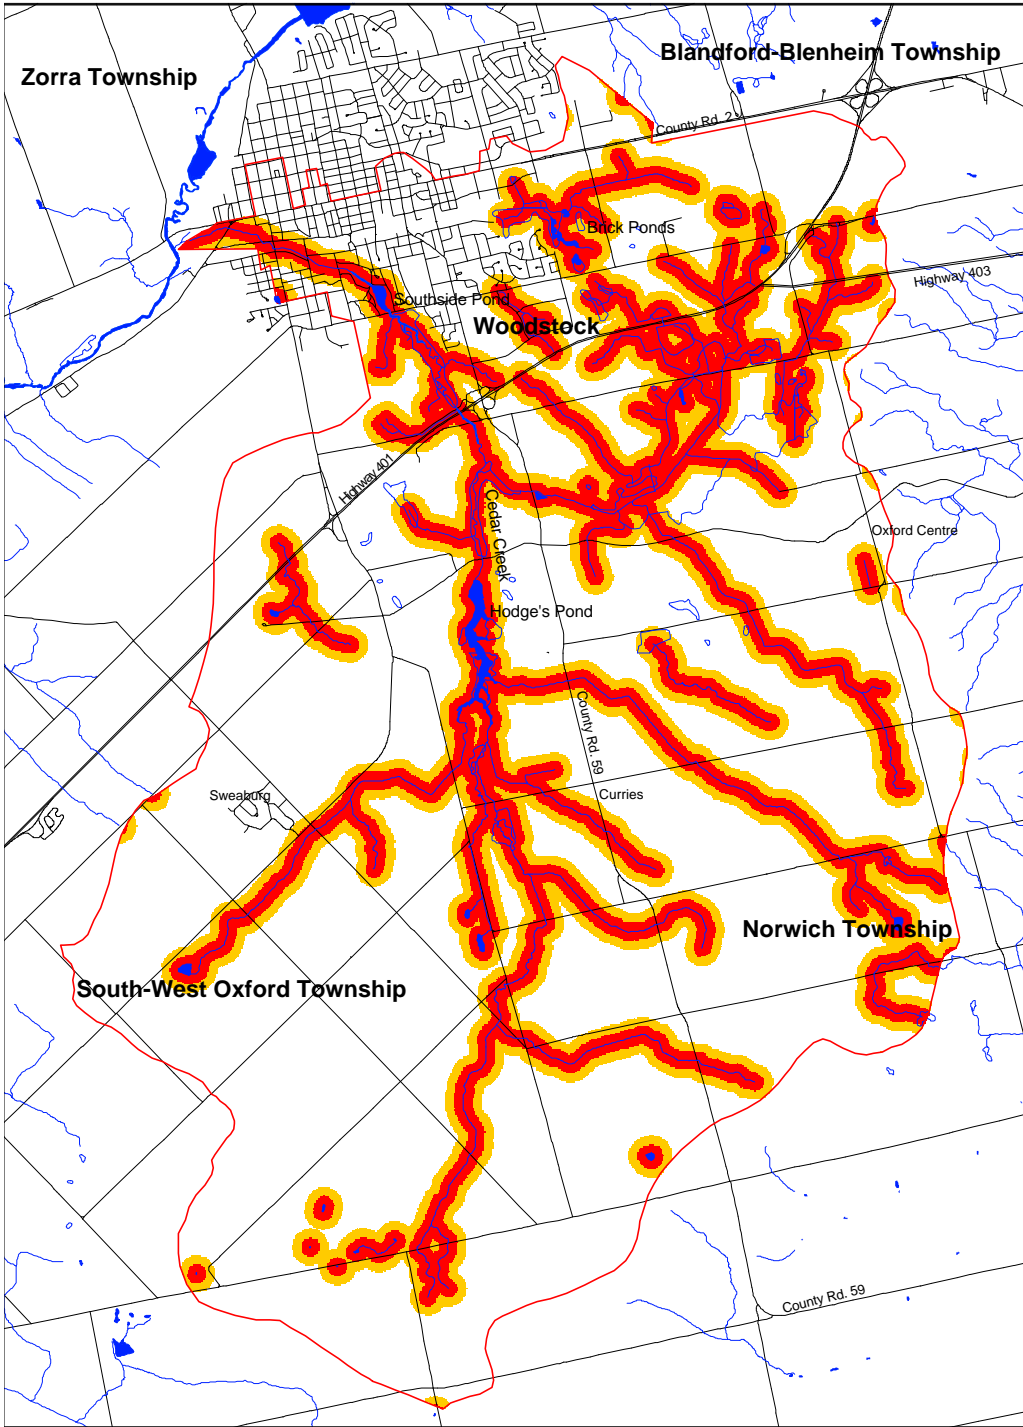 Blandford-Blenheim Township
Zorra Township
County Rd. 2
Brick Ponds
Highway 403
Southside Pond
Woodstock
Highway 401
Cedar Creek
Oxford Centre
Hodge's Pond
County Rd. 59
Sweaburg
Curries
Norwich Township
South-West Oxford Township
County Rd. 59